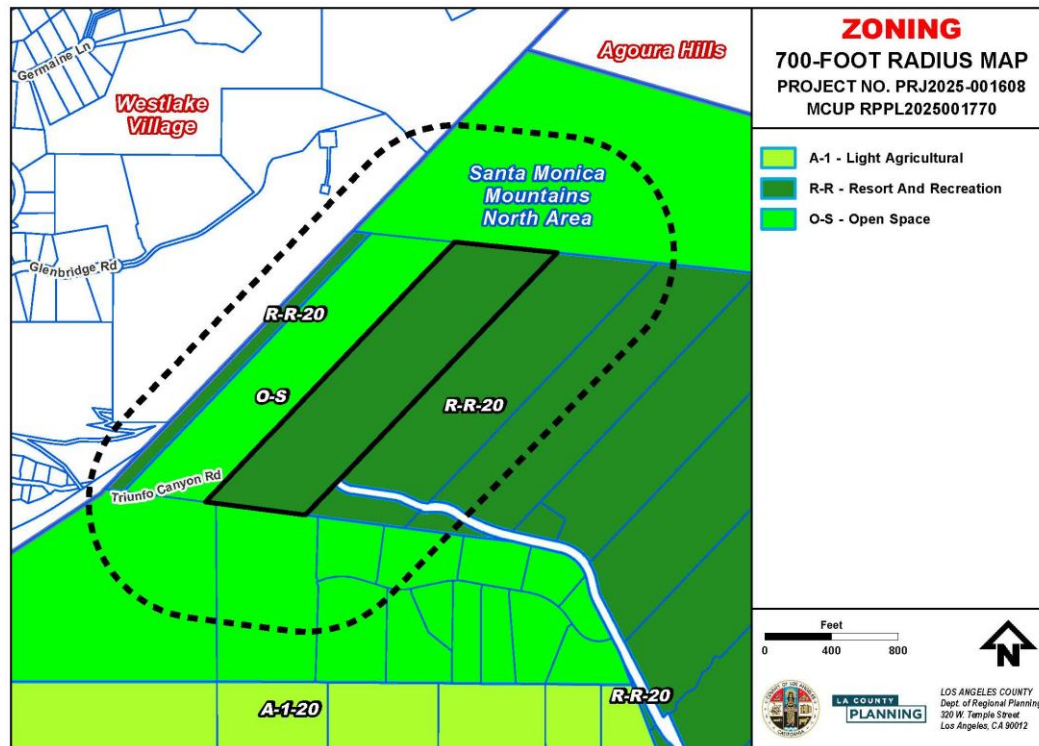 Germaine Ln
Agoura Hills
Westlake
Village
Santa Monica
Mountains
North Area
Glenbridge Rd
R-R-20
O-S
R-R-20
Triunfo Canyon Rd
A-1-20
R-R-20
ZONING
700-FOOT RADIUS MAP
PROJECT NO. PRJ2025-001608
MCUP RPPL2025001770
A-1 - Light Agricultural
R-R - Resort And Recreation
O-S - Open Space
Feet
0 400 800
N
LA COUNTY
PLANNING
LOS ANGELES COUNTY
Dept. of Regional Planning
320 W. Temple Street
Los Angeles, CA 90012